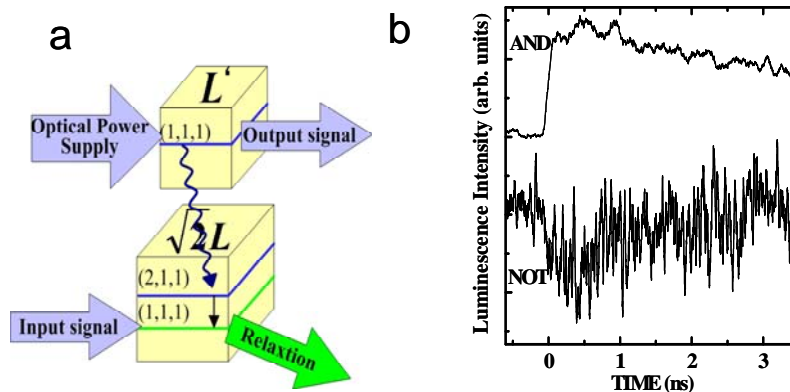 a
L‘
Optical Power
Supply
(1,1,1)
Output signal
√2L
(2,1,1)
(1,1,1)
Input signal
Relaxtion
b
Luminescence Intensity (arb. units)
AND
NOT
0
1
2
3
TIME (ns)